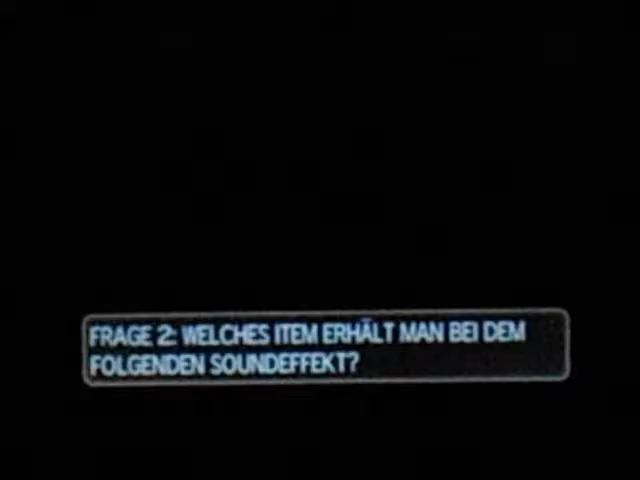 FRAGE 2: WELCHES ITEM ERHÄLT MAN BEI DEM
FOLGENDEN SOUNDEFFEKT?